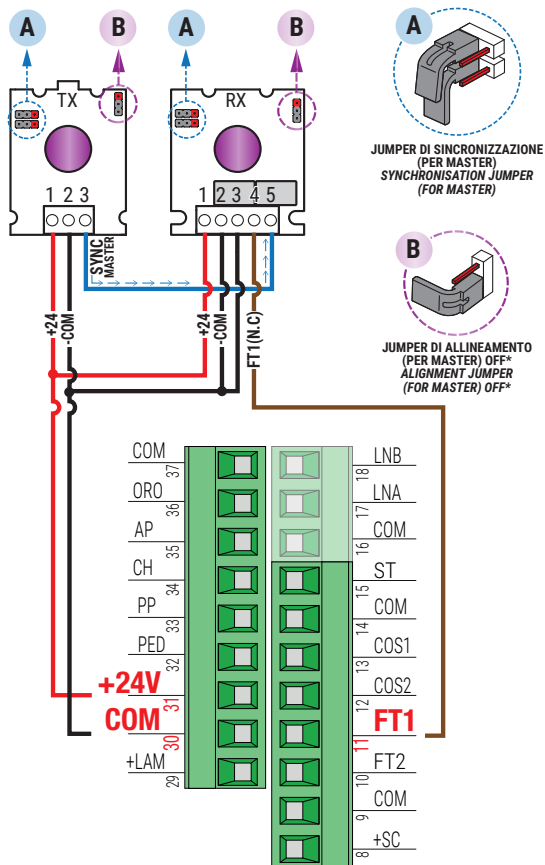 A
B
A
B
TX
RX
1 2 3
1 2 3 4 5
SYNC
MASTER
+24
-COM
+24
-COM
FT1(N.C)
A
JUMPER DI SINCRONIZZAZIONE
(PER MASTER)
SYNCHRONISATION JUMPER
(FOR MASTER)
B
JUMPER DI ALLINEAMENTO
(PER MASTER) OFF*
ALIGNMENT JUMPER
(FOR MASTER) OFF*
COM
37
ORO
36
AP
35
CH
34
PP
33
PED
32
+24V
31
COM
30
+LAM
29
LNB
18
LNA
17
COM
16
ST
15
COM
14
COS1
13
COS2
12
FT1
11
FT2
10
COM
9
+SC
8